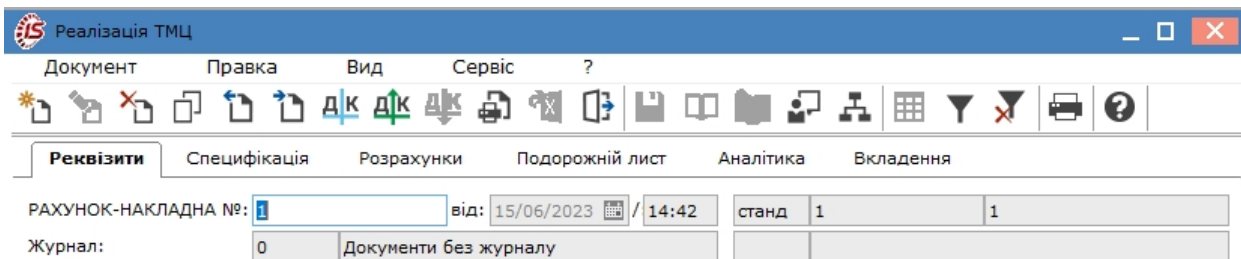 Реалізація ТМЦ
Документ Правка Вид Сервіс ?
Реквізити Специфікація Розрахунки Подорожній лист Аналітика Вкладення
РАХУНОК-НАКЛАДНА №: 1 від: 15/06/2023 / 14:42 станд 1 1
Журнал: 0 Документи без журналу